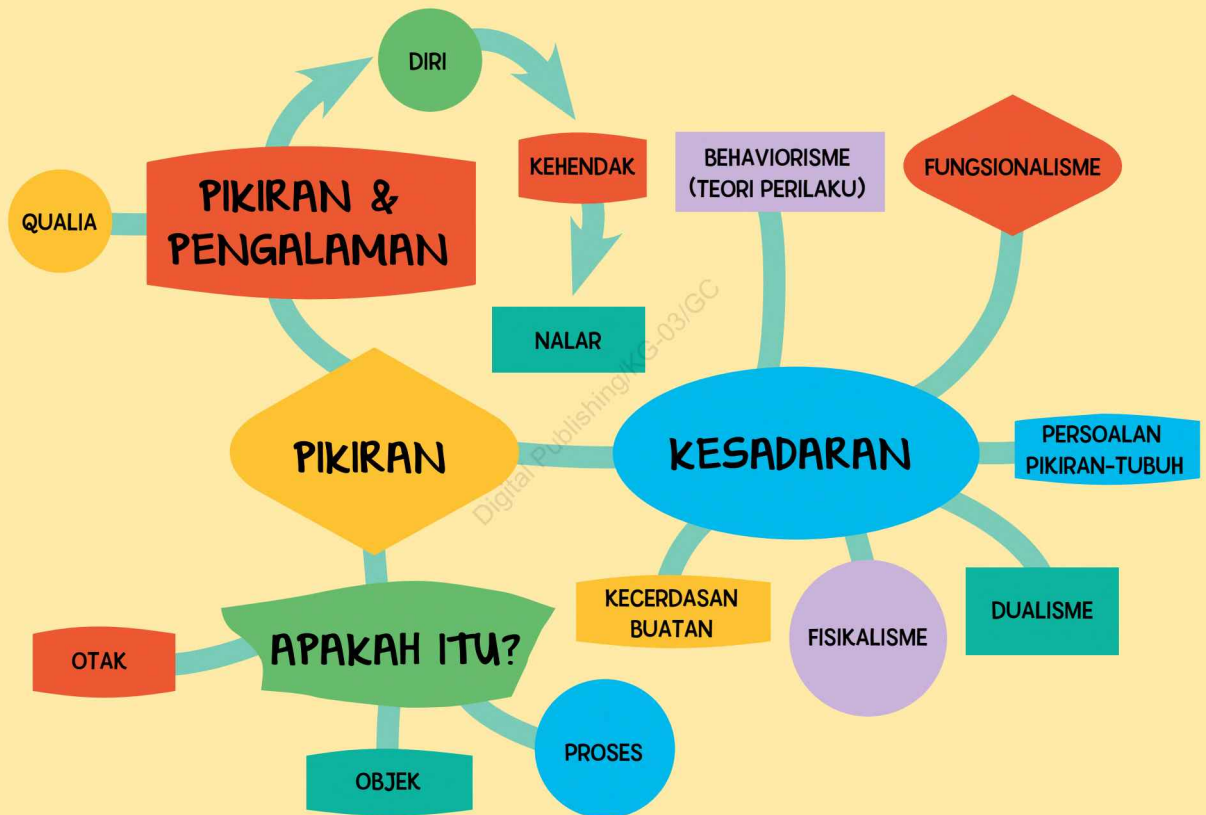 DIRI
QUALIA
PIKIRAN &
PENGALAMAN
KEHENDAK
NALAR
BEHAVIORISME
(TEORI PERILAKU)
FUNGSIONALISME
PIKIRAN
KESADARAN
PERSOALAN
PIKIRAN-TUBUH
KECERDASAN
BUATAN
FISIKALISME
DUALISME
APAKAH ITU?
OTAK
OBJEK
PROSES
Digital Publishing/KG-03/GC